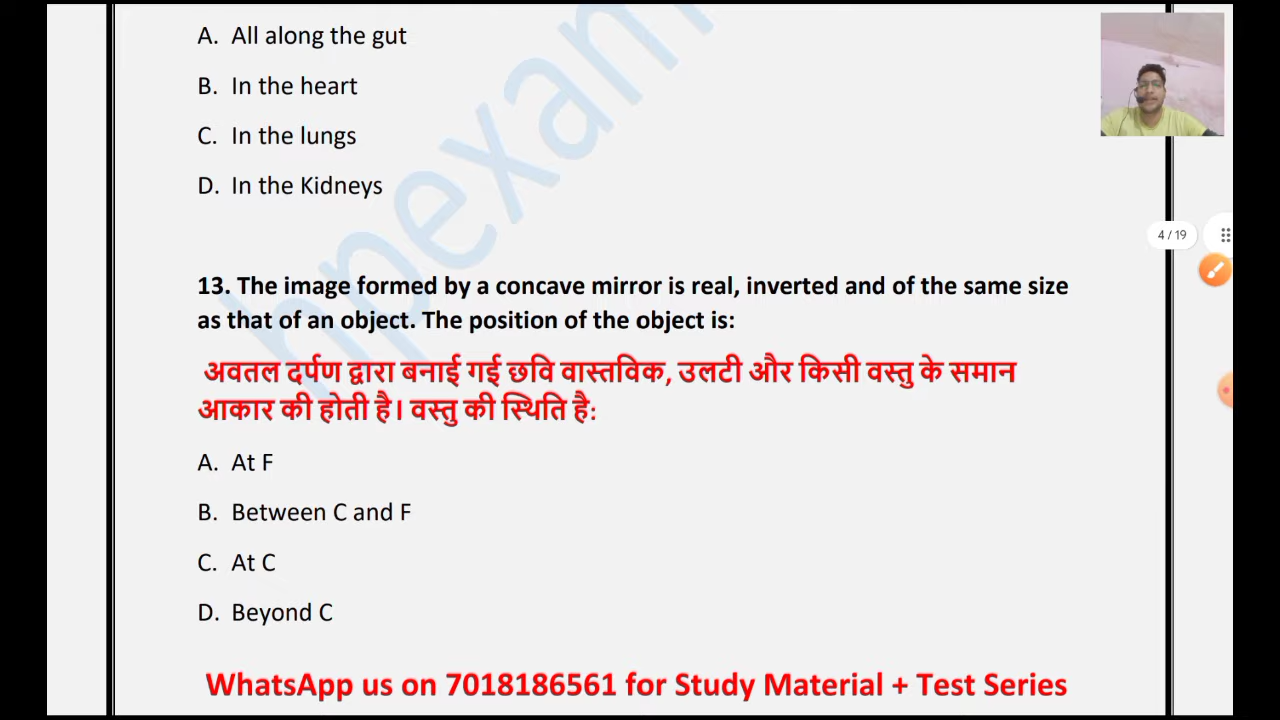 A. All along the gut
B. In the heart
C. In the lungs
D. In the Kidneys
4 / 19
13. The image formed by a concave mirror is real, inverted and of the same size
as that of an object. The position of the object is:
अवतल दर्पण द्वारा बनाई गई छवि वास्तविक, उलटी और किसी वस्तु के समान
आकार की होती है। वस्तु की स्थिति है:
A. At F
B. Between C and F
C. At C
D. Beyond C
WhatsApp us on 7018186561 for Study Material + Test Series
hpexam